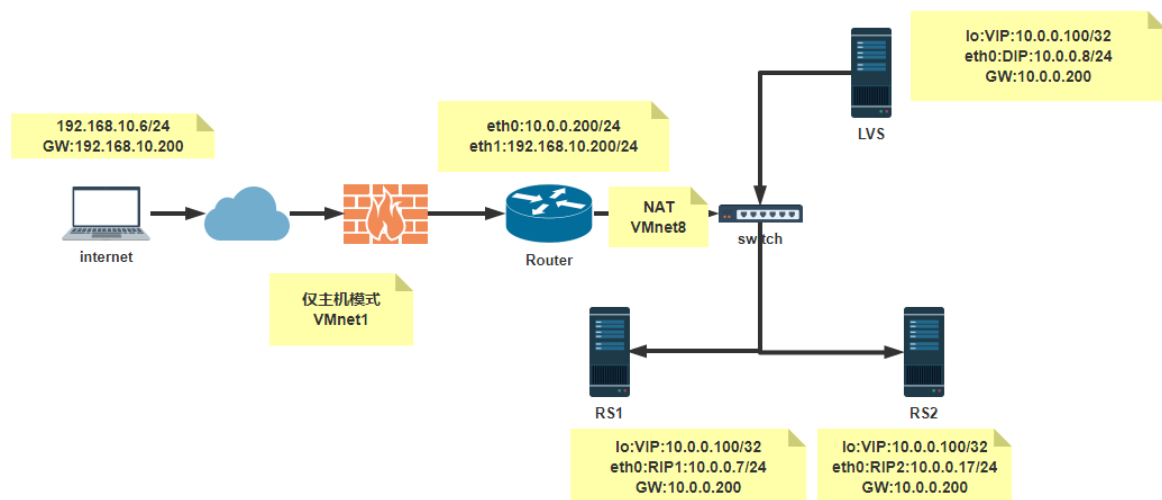 lo:VIP:10.0.0.100/32
eth0:DIP:10.0.0.8/24
GW:10.0.0.200
LVS
192.168.10.6/24
GW:192.168.10.200
eth0:10.0.0.200/24
eth1:192.168.10.200/24
internet
Router
NAT
VMnet8
switch
仅主机模式
VMnet1
RS1
RS2
lo:VIP:10.0.0.100/32
eth0:RIP1:10.0.0.7/24
GW:10.0.0.200
lo:VIP:10.0.0.100/32
eth0:RIP2:10.0.0.17/24
GW:10.0.0.200